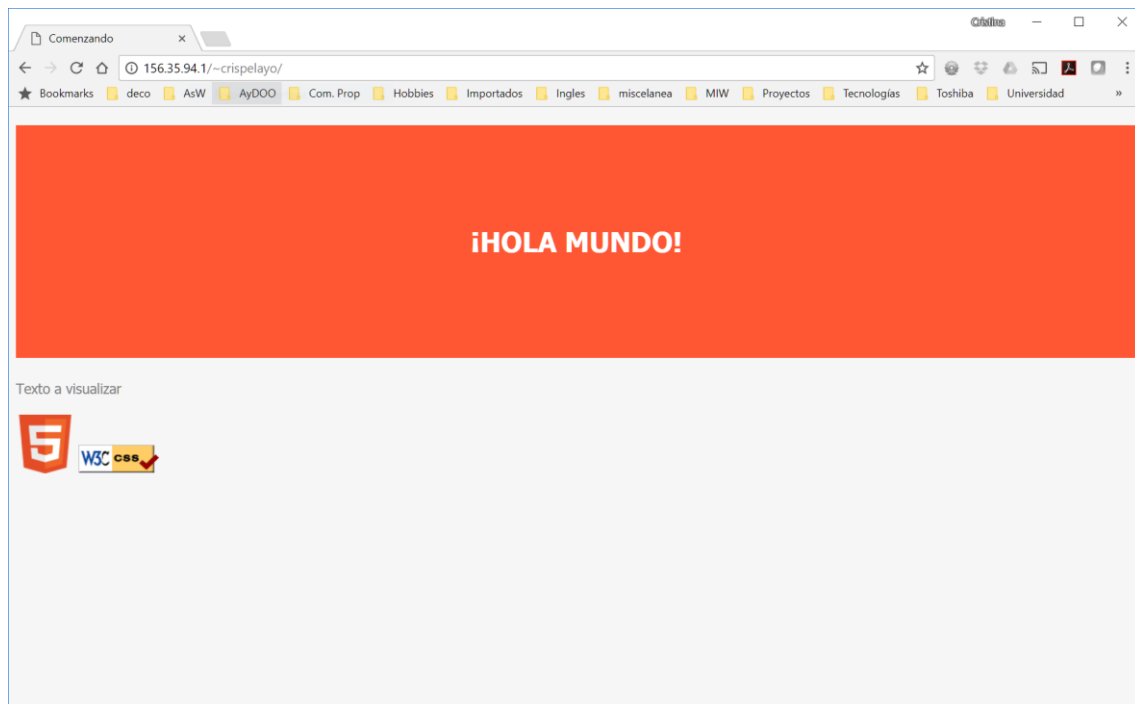 Comenzando
Cristina
156.35.94.1/~crispelayo/
Bookmarks deco AsW AyDOO Com. Prop Hobbies Importados Ingles miscelanea MIW Proyectos Tecnologías Toshiba Universidad »
¡HOLA MUNDO!
Texto a visualizar
5
W3C css